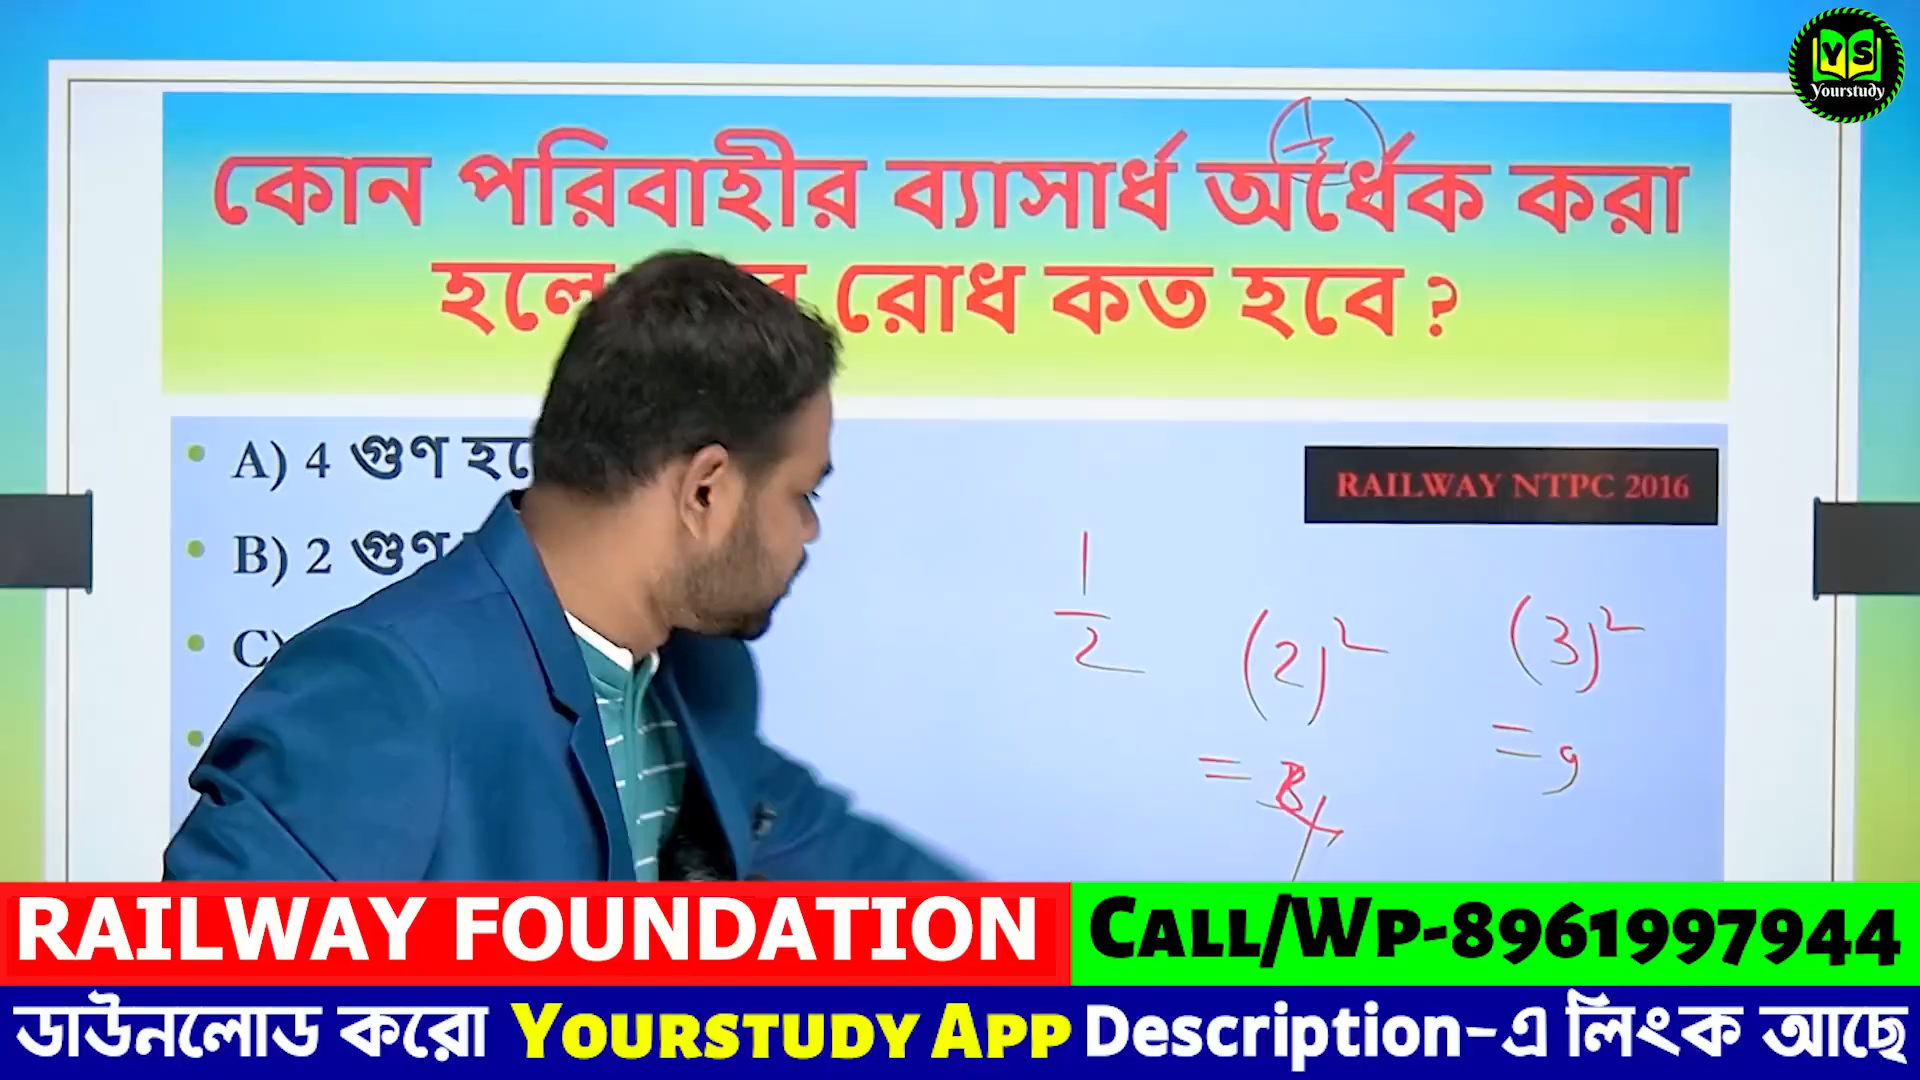 YS
Yourstudy
কোন পরিবাহীর ব্যাসার্ধ অর্ধেক করা
হলে রোধ কত হবে ?
A) 4 গুণ
B) 2 গুণ
C)
RAILWAY NTPC 2016
1
2
(2)²
(3)²
= 9
RAILWAY FOUNDATION
CALL/WP-8961997944
ডাউনলোড করো YOURSTUDY APP Description-এ লিংক আছে